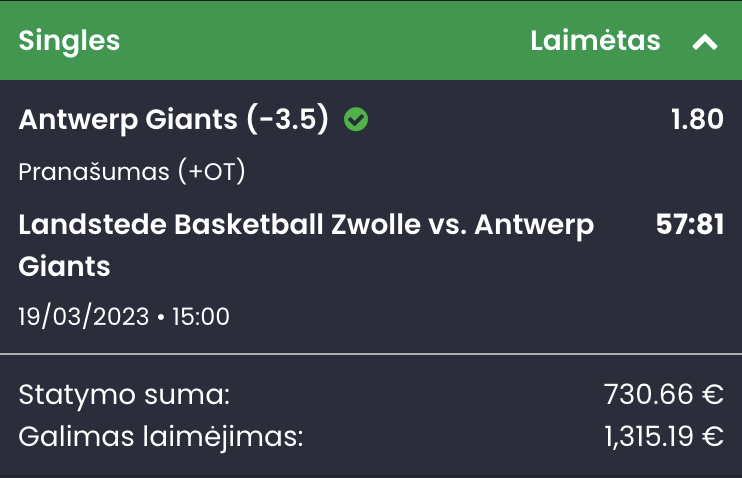 Singles Laimėtas
Antwerp Giants (-3.5) 1.80
Pranašumas (+OT)
Landstede Basketball Zwolle vs. Antwerp 57:81
Giants
19/03/2023 • 15:00
Statymo suma: 730.66 €
Galimas laimėjimas: 1,315.19 €